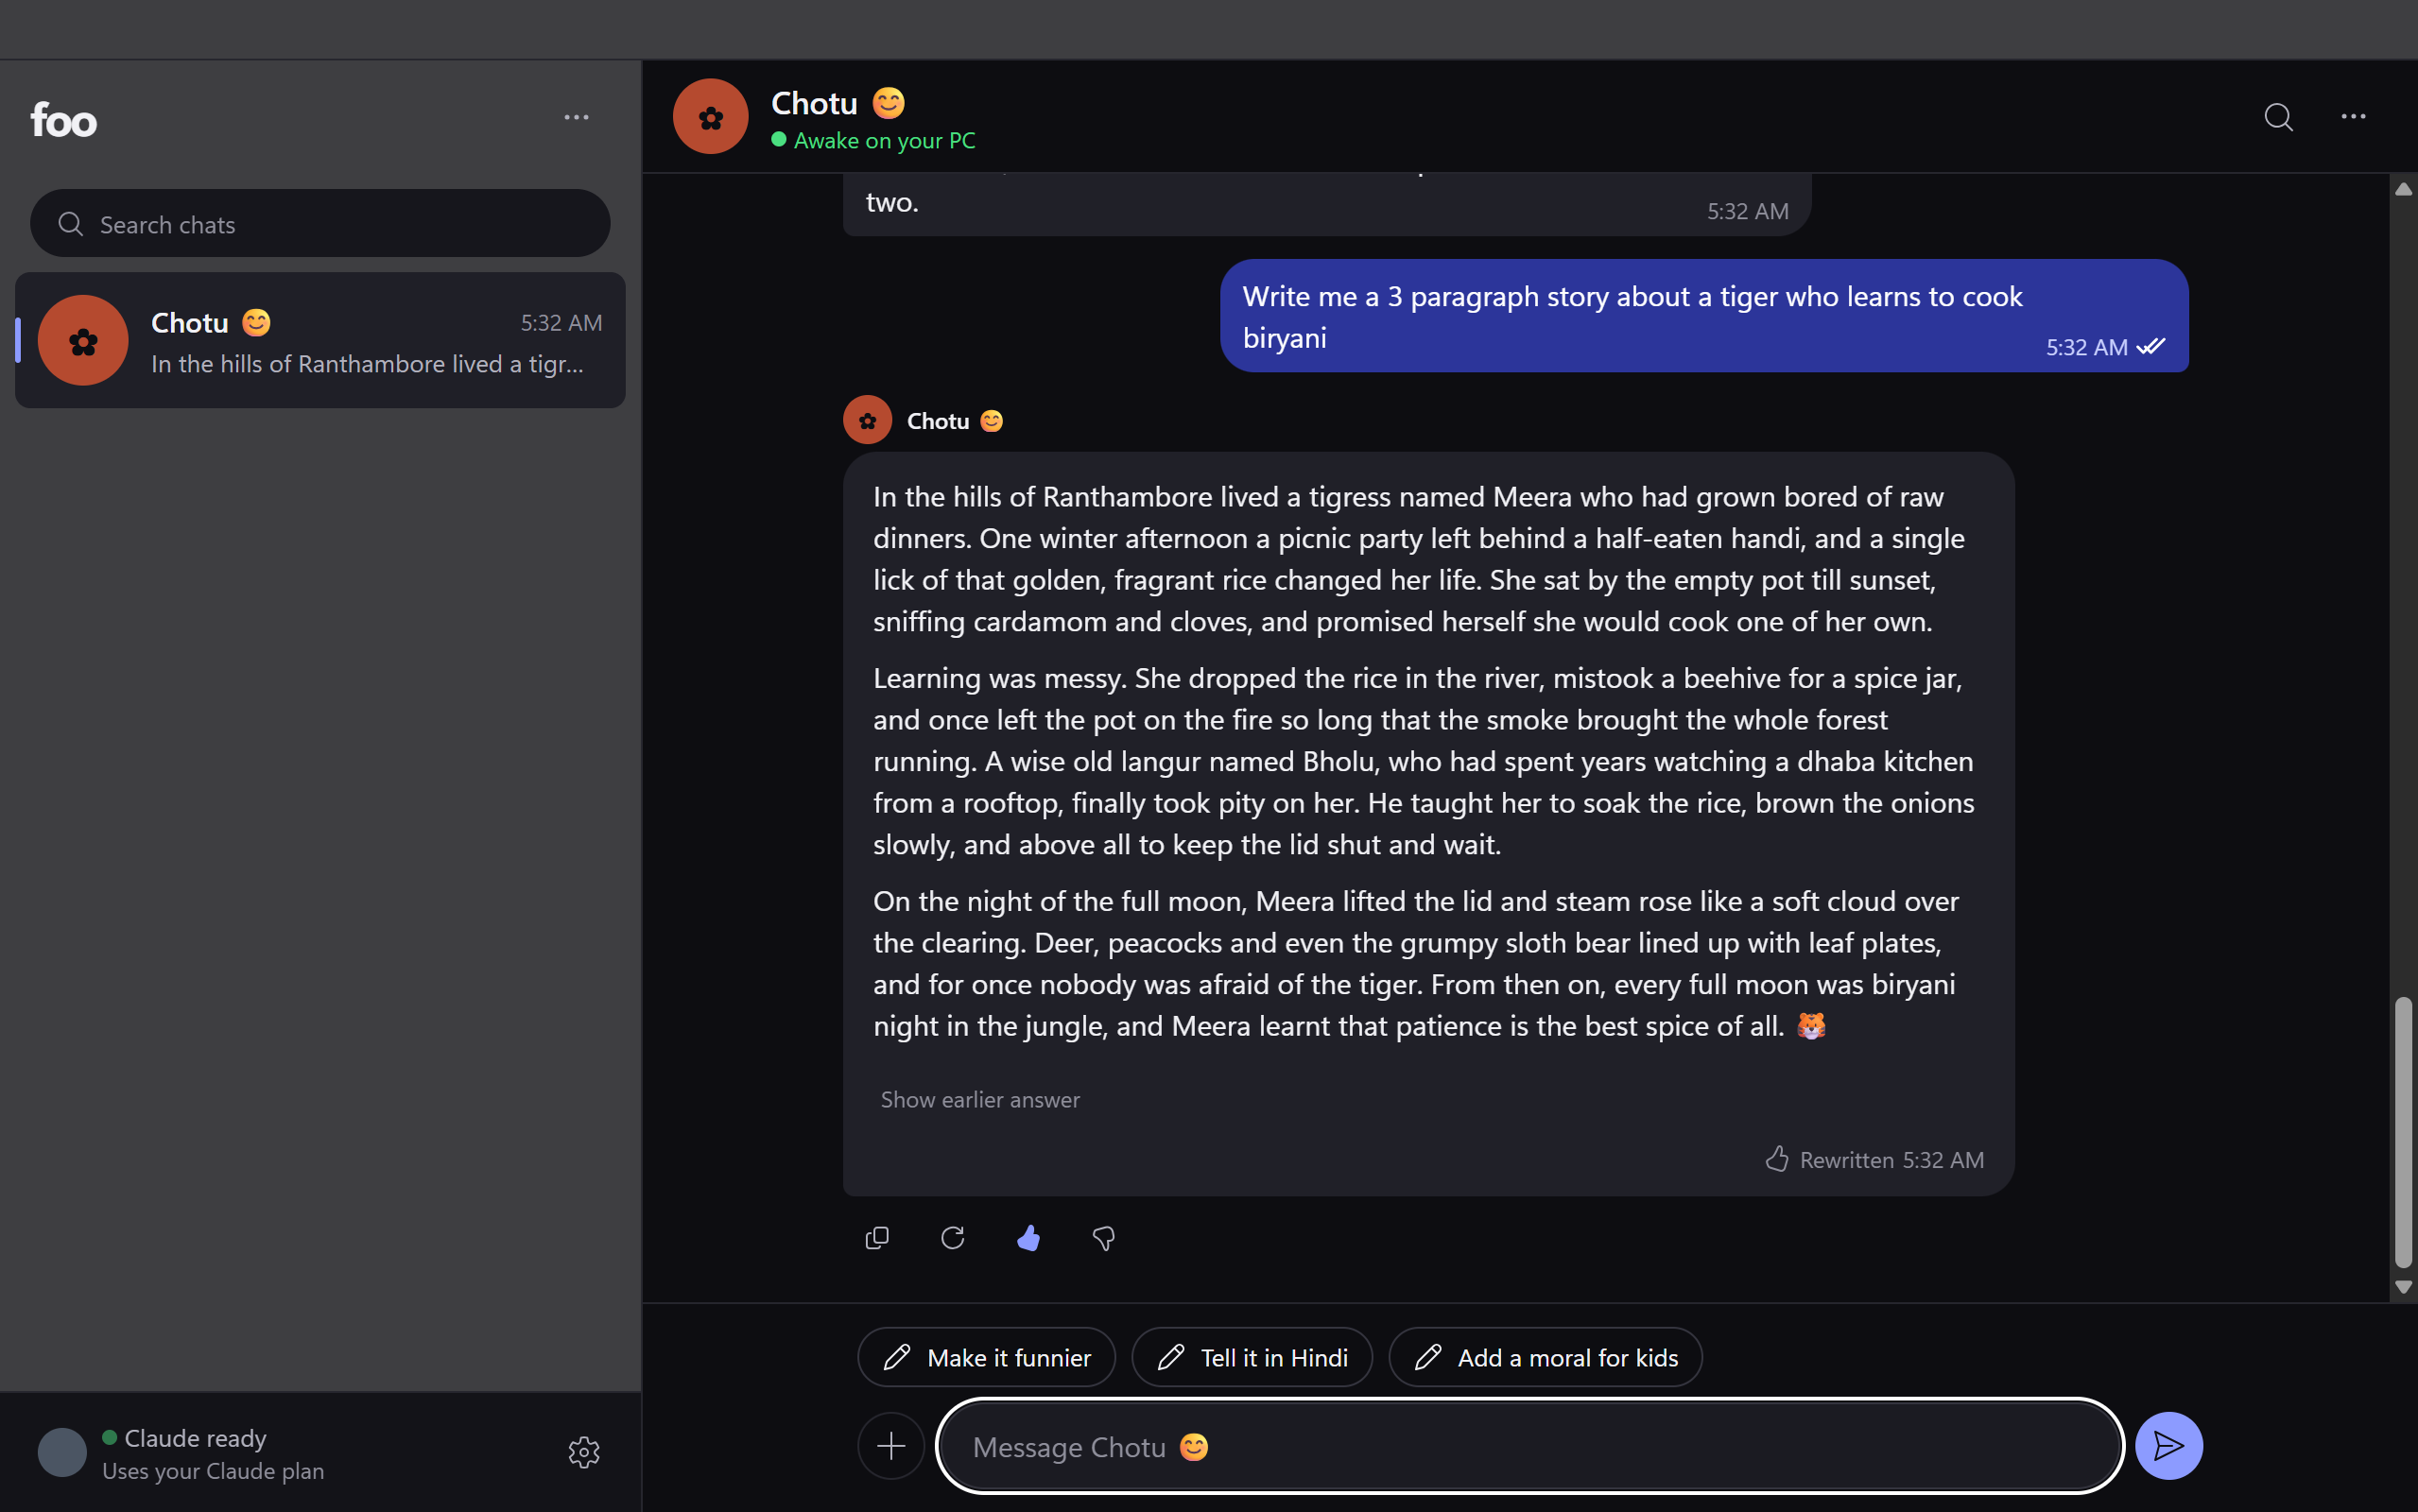 foo
Search chats
Chotu 😊
5:32 AM
In the hills of Ranthambore lived a tigr...
Claude ready
Uses your Claude plan
Chotu 😊
Awake on your PC
two.
5:32 AM
Write me a 3 paragraph story about a tiger who learns to cook
biryani
5:32 AM
Chotu 😊
In the hills of Ranthambore lived a tigress named Meera who had grown bored of raw
dinners. One winter afternoon a picnic party left behind a half-eaten handi, and a single
lick of that golden, fragrant rice changed her life. She sat by the empty pot till sunset,
sniffing cardamom and cloves, and promised herself she would cook one of her own.
Learning was messy. She dropped the rice in the river, mistook a beehive for a spice jar,
and once left the pot on the fire so long that the smoke brought the whole forest
running. A wise old langur named Bholu, who had spent years watching a dhaba kitchen
from a rooftop, finally took pity on her. He taught her to soak the rice, brown the onions
slowly, and above all to keep the lid shut and wait.
On the night of the full moon, Meera lifted the lid and steam rose like a soft cloud over
the clearing. Deer, peacocks and even the grumpy sloth bear lined up with leaf plates,
and for once nobody was afraid of the tiger. From then on, every full moon was biryani
night in the jungle, and Meera learnt that patience is the best spice of all. 🐯
Show earlier answer
Rewritten 5:32 AM
Make it funnier
Tell it in Hindi
Add a moral for kids
Message Chotu 😊